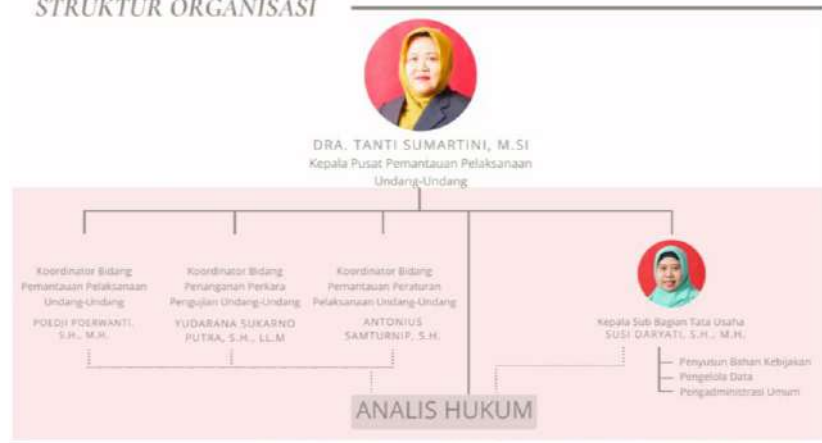 STRUKTUR ORGANISASI
DRA. TANTI SUMARTINI, M.SI
Kepala Pusat Pemantauan Pelaksanaan
Undang-Undang
Koordinator Bidang
Pemantauan Pelaksanaan
Undang-Undang
POEDJI POERWANTI,
S.H., M.H.
Koordinator Bidang
Penanganan Perkara
Pengujian Undang-Undang
YUDARANA SUKARNO
PUTRA, S.H., LL.M
Koordinator Bidang
Pemantauan Peraturan
Pelaksanaan Undang-Undang
ANTONIUS
SAMTURNIP, S.H.
Kepala Sub Bagian Tata Usaha
SUSI DARYATI, S.H., M.H.
Penyusun Bahan Kebijakan
Pengelola Data
Pengadministrasi Umum
ANALIS HUKUM